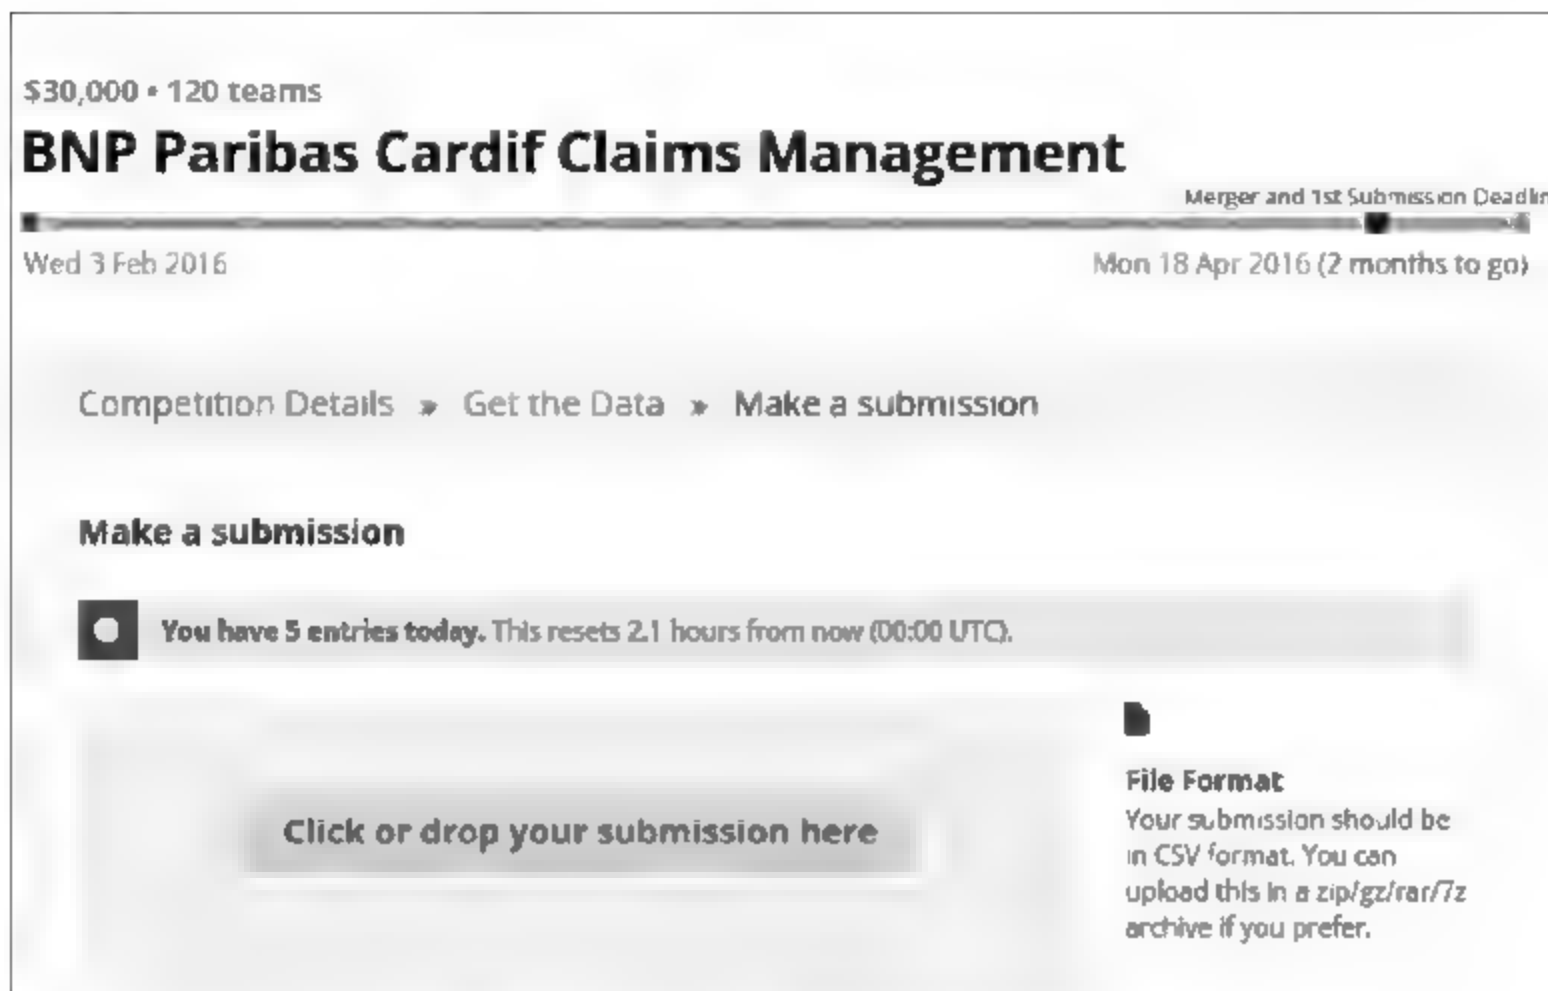 $30,000 • 120 teams
BNP Paribas Cardif Claims Management
Merger and 1st Submission Deadlin
Wed 3 Feb 2016 Mon 18 Apr 2016 (2 months to go)
Competition Details » Get the Data » Make a submission
Make a submission
You have 5 entries today. This resets 2.1 hours from now (00:00 UTC).
Click or drop your submission here
File Format
Your submission should be
in CSV format. You can
upload this in a zip/gz/rar/7z
archive if you prefer.